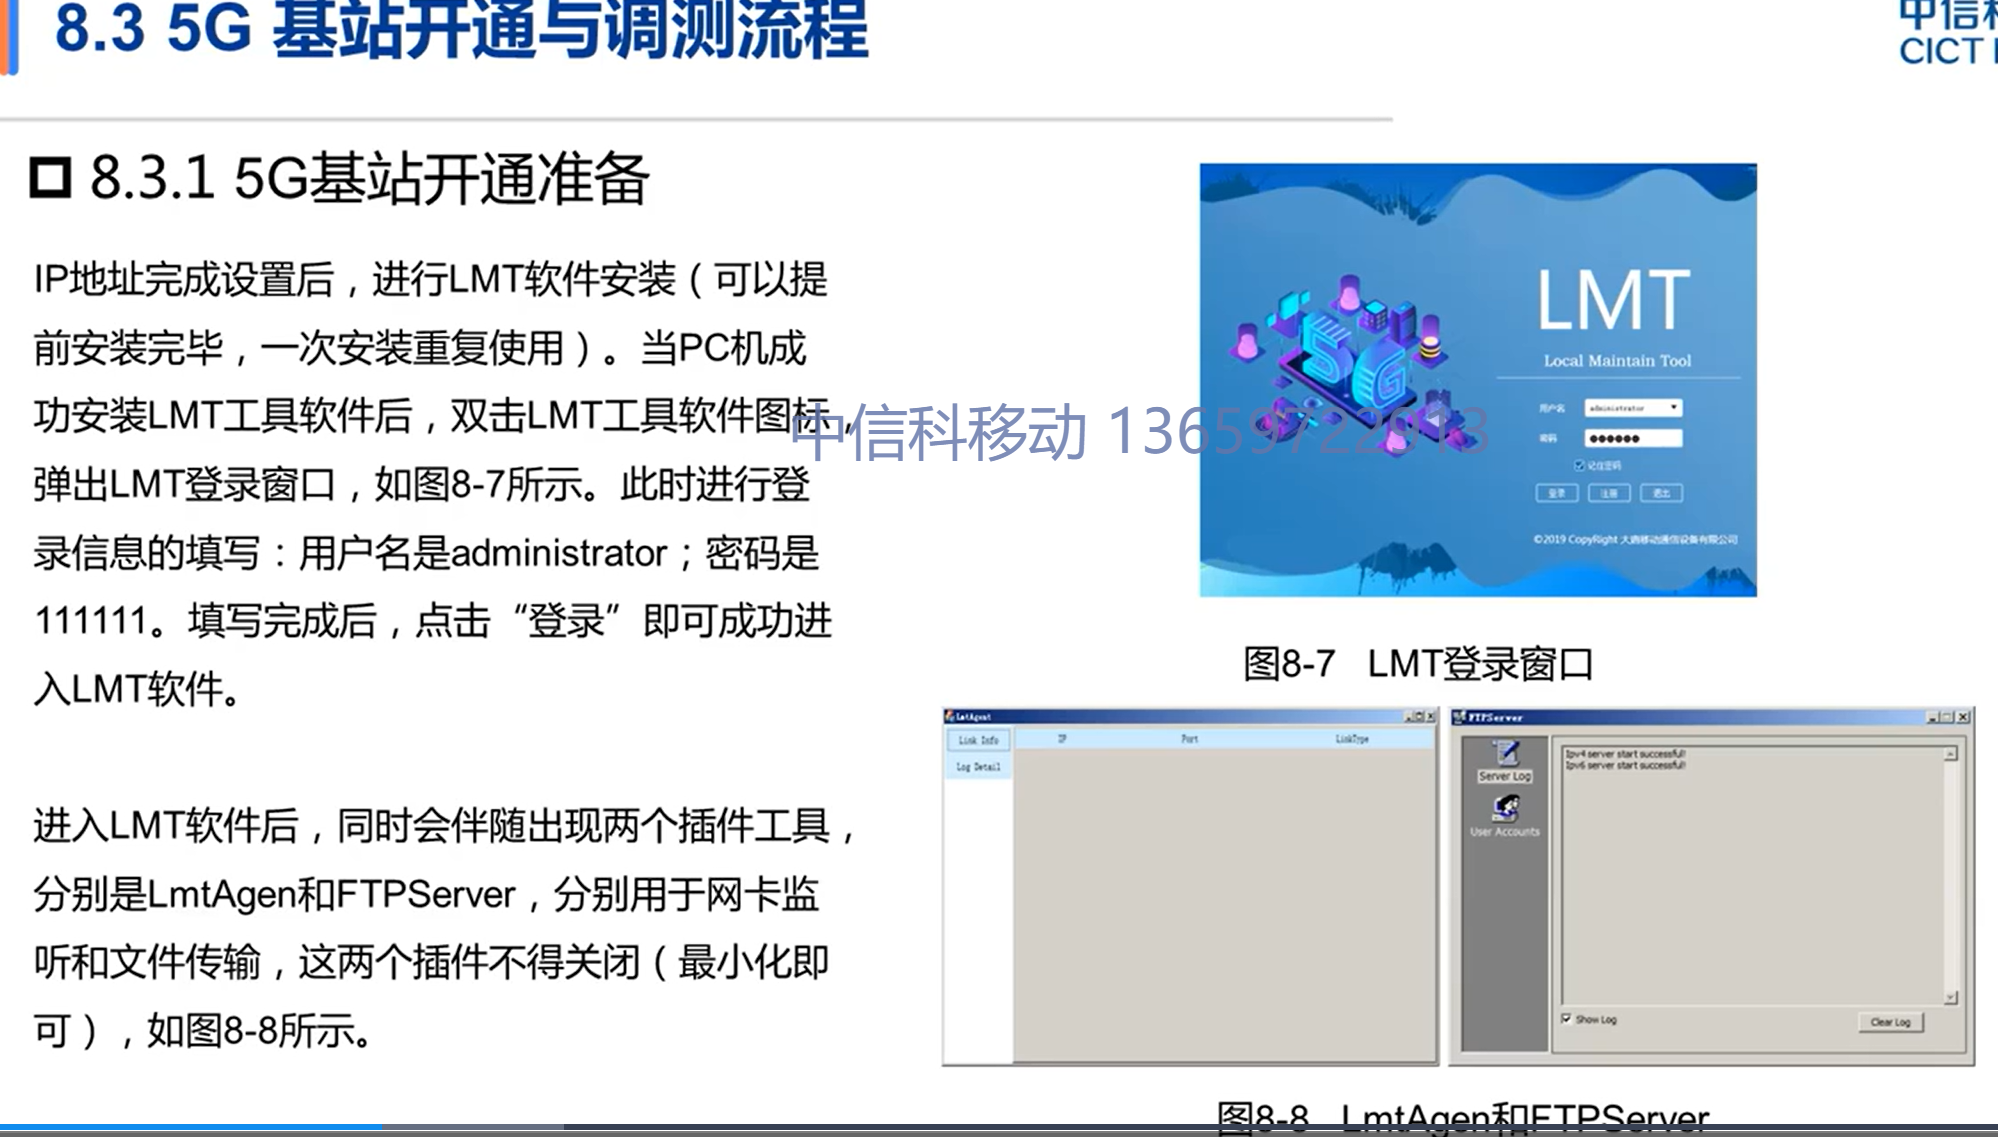 8.3 5G 基站开通与调测流程
中信科
CICT
8.3.1 5G基站开通准备
IP地址完成设置后，进行LMT软件安装（可以提
前安装完毕，一次安装重复使用）。当PC机成
功安装LMT工具软件后，双击LMT工具软件图标，
弹出LMT登录窗口，如图8-7所示。此时进行登
录信息的填写：用户名是administrator；密码是
111111。填写完成后，点击“登录”即可成功进
入LMT软件。
进入LMT软件后，同时会伴随出现两个插件工具，
分别是LmtAgen和FTPServer，分别用于网卡监
听和文件传输，这两个插件不得关闭（最小化即
可），如图8-8所示。
中信科移动 13659722913
LMT
Local Maintain Tool
用户名 administrator
密码 ●●●●●●
记住密码
登录 注册 退出
©2019 CopyRight 大唐移动通信设备有限公司
图8-7 LMT登录窗口
LmtAgent
Link Info IP Port LinkType
Log Detail
FTPServer
Server Log
User Accounts
Ipv4 server start successful!
Ipv6 server start successful!
Show Log
Clear Log
图8-8 LmtAgen和FTPServer